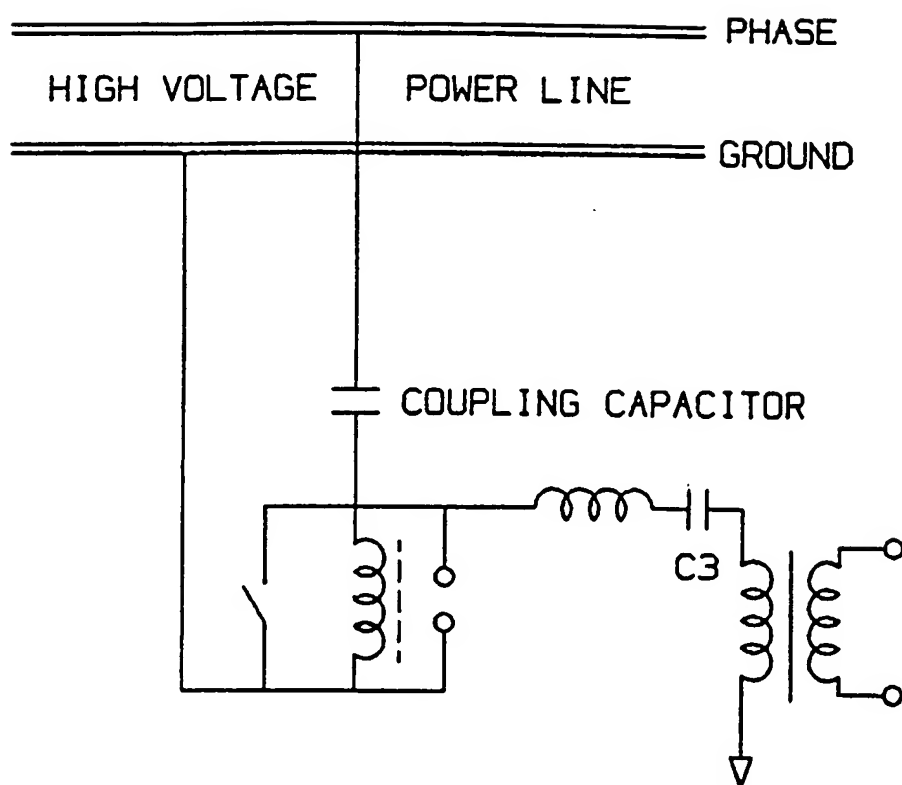 PHASE
HIGH VOLTAGE POWER LINE
GROUND
COUPLING CAPACITOR
C3